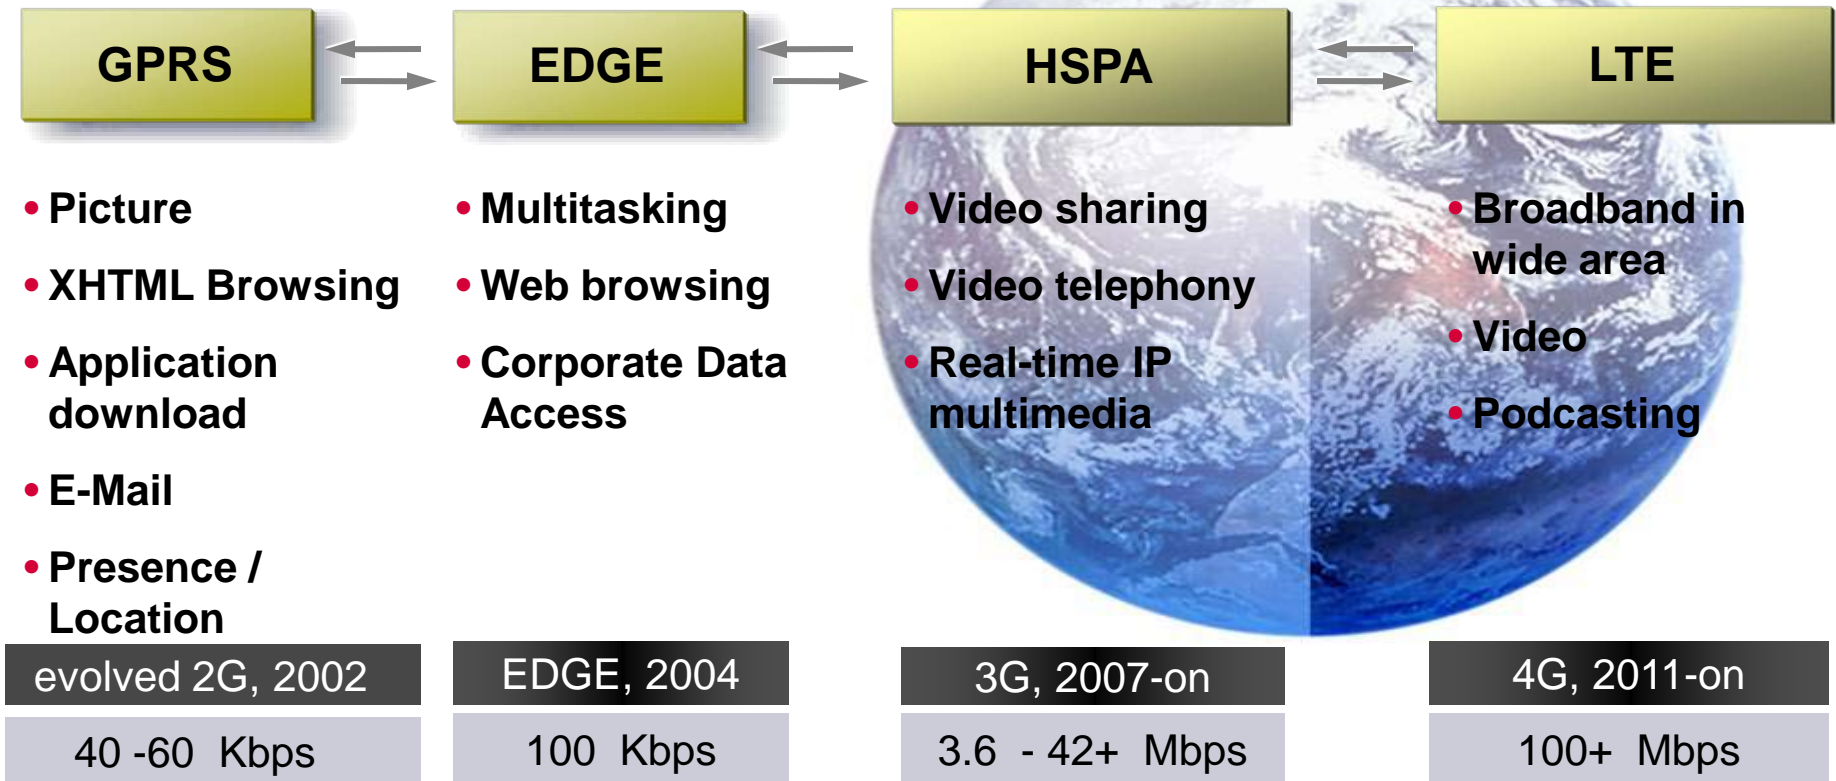 GPRS
EDGE
HSPA
LTE
• Picture
• XHTML Browsing
• Application
download
• E-Mail
• Presence /
Location
• Multitasking
• Web browsing
• Corporate Data
Access
• Video sharing
• Video telephony
• Real-time IP
multimedia
• Broadband in
wide area
• Video
• Podcasting
evolved 2G, 2002
EDGE, 2004
3G, 2007-on
4G, 2011-on
40 -60 Kbps
100 Kbps
3.6 - 42+ Mbps
100+ Mbps